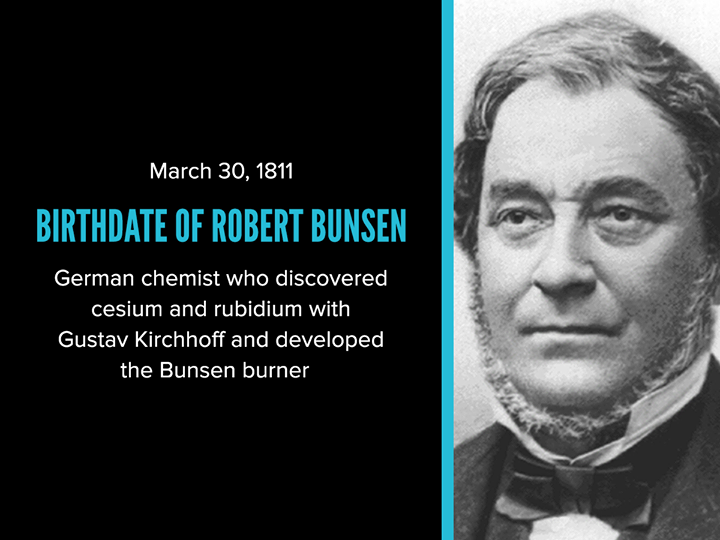 March 30, 1811
BIRTHDATE OF ROBERT BUNSEN
German chemist who discovered
cesium and rubidium with
Gustav Kirchhoff and developed
the Bunsen burner